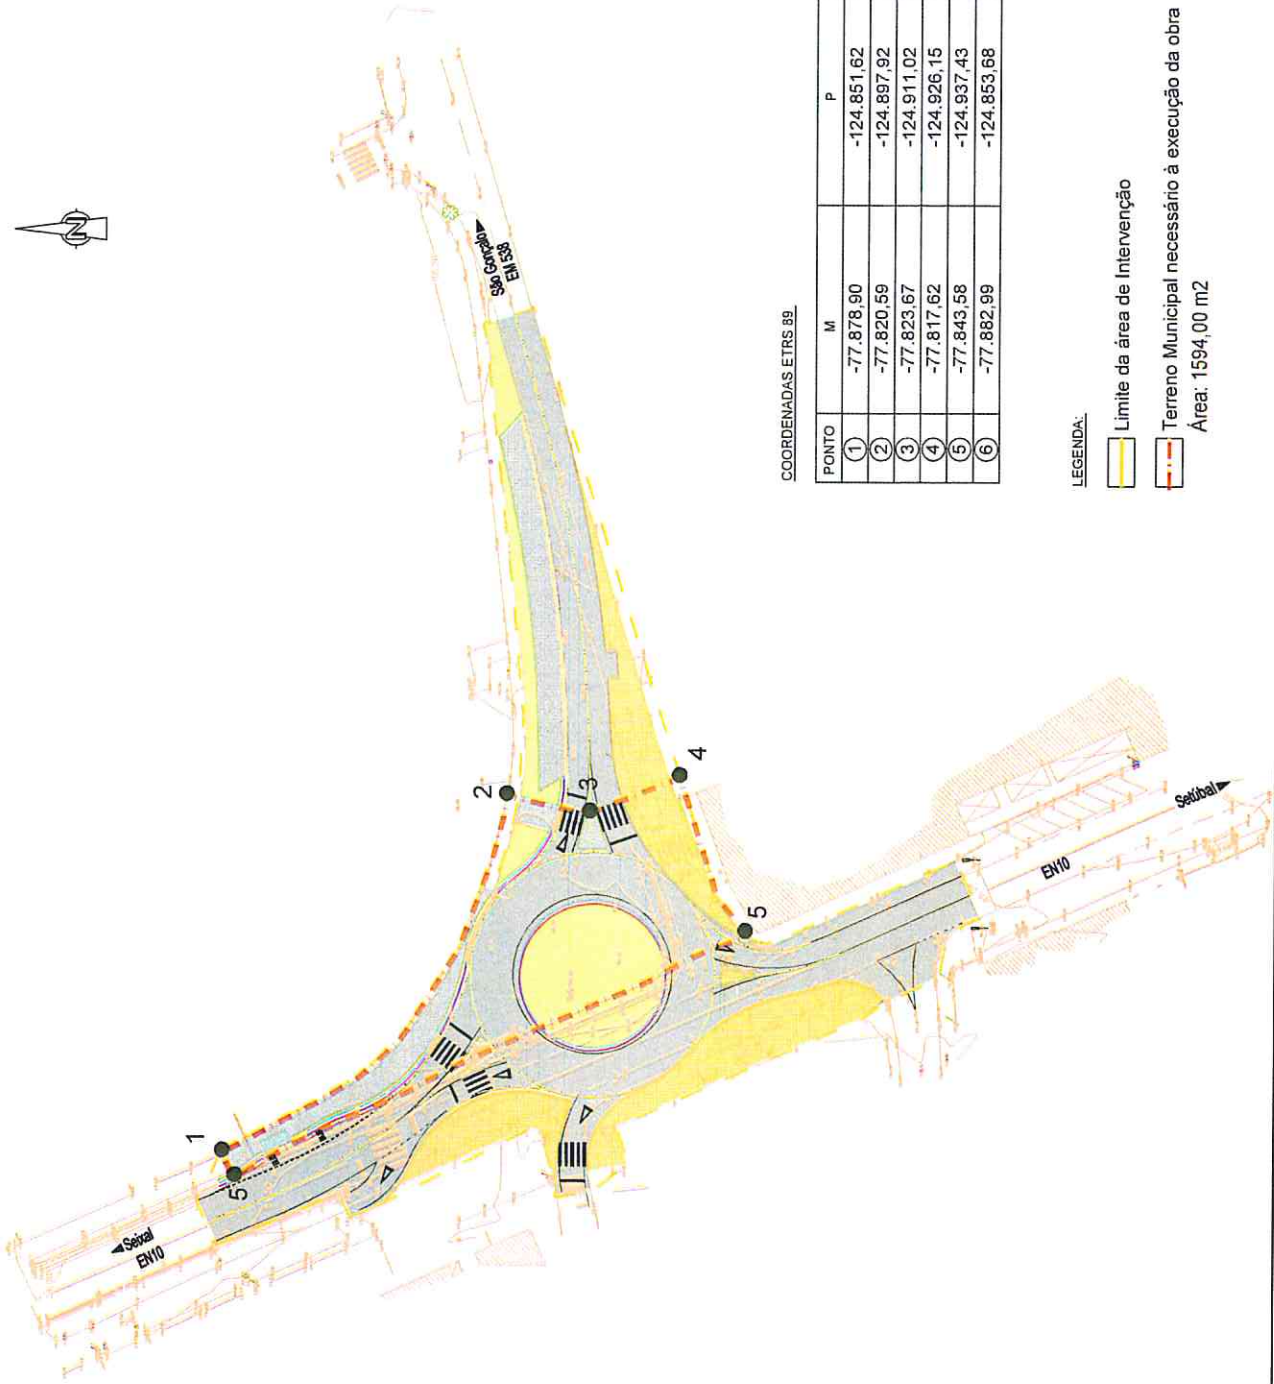 N
São Gonçalo
EM 538
2
3
4
5
1
5
Seixal
EN10
EN10
Setúbal
COORDENADAS ETRS 89
PONTO M P
1 -77.878,90 -124.851,62
2 -77.820,59 -124.897,92
3 -77.823,67 -124.911,02
4 -77.817,62 -124.926,15
5 -77.843,58 -124.937,43
6 -77.882,99 -124.853,68
LEGENDA:
Limite da área de Intervenção
Terreno Municipal necessário à execução da obra
Área: 1594,00 m2